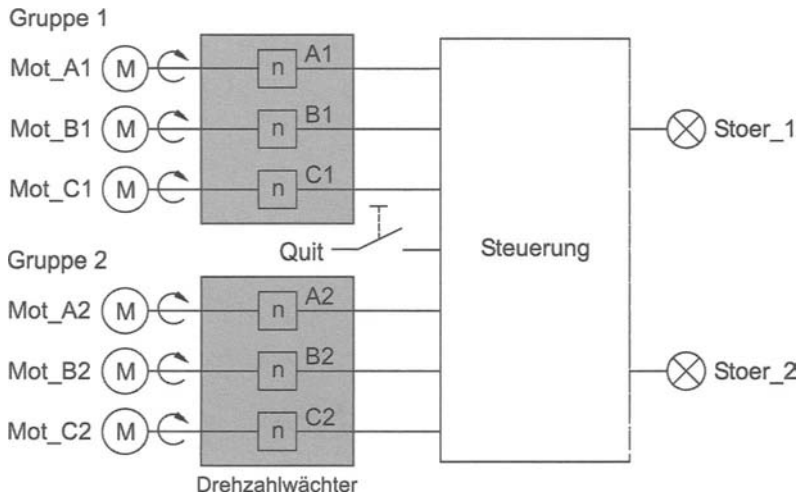 Gruppe 1
Mot_A1 M n A1
Mot_B1 M n B1 Stoer_1
Mot_C1 M n C1
Quit Steuerung
Gruppe 2
Mot_A2 M n A2
Mot_B2 M n B2 Stoer_2
Mot_C2 M n C2
Drehzahlwächter